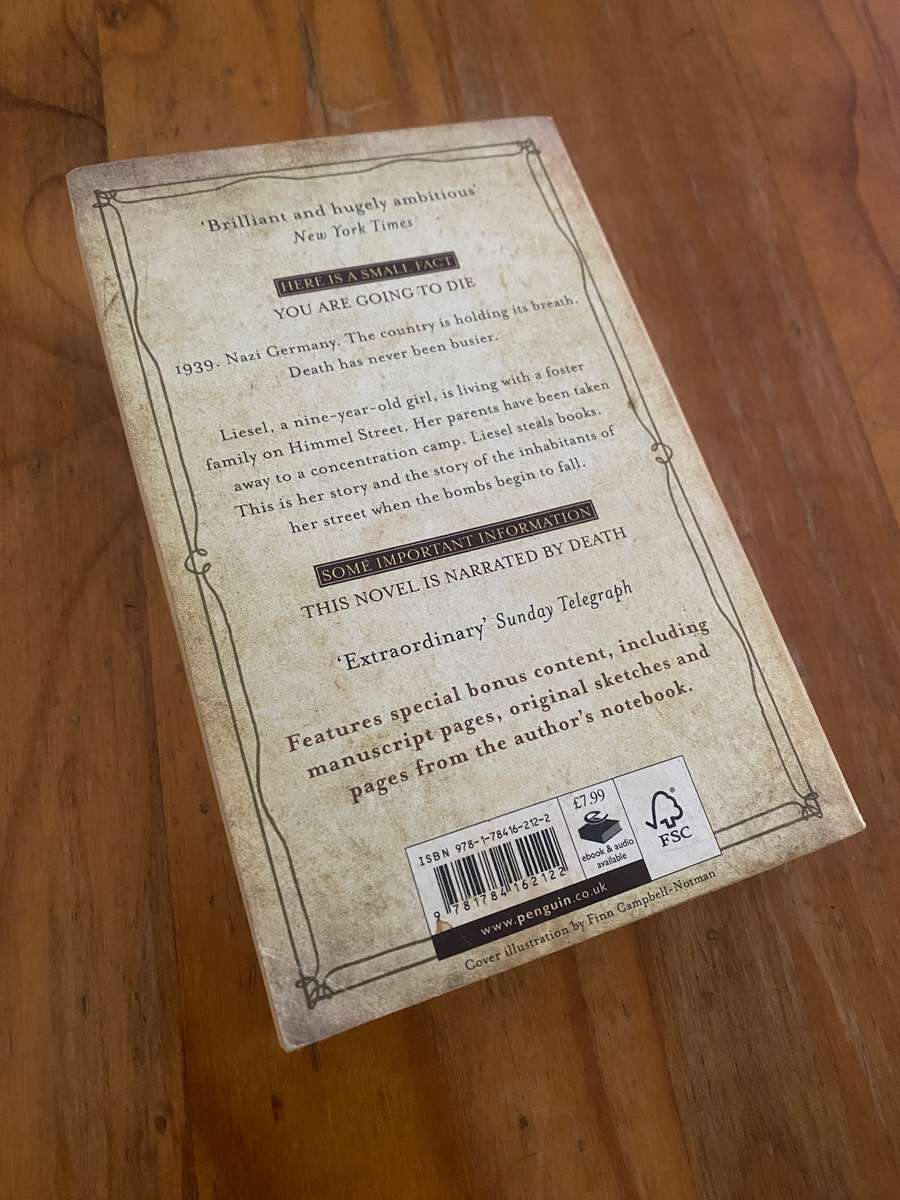 ‘Brilliant and hugely ambitious’
New York Times
HERE IS A SMALL FACT
YOU ARE GOING TO DIE
1939. Nazi Germany. The country is holding its breath.
Death has never been busier.
Liesel, a nine-year-old girl, is living with a foster
family on Himmel Street. Her parents have been taken
away to a concentration camp. Liesel steals books.
This is her story and the story of the inhabitants of
her street when the bombs begin to fall.
SOME IMPORTANT INFORMATION
THIS NOVEL IS NARRATED BY DEATH
‘Extraordinary’ Sunday Telegraph
Features special bonus content, including
manuscript pages, original sketches and
pages from the author’s notebook.
ISBN 978-1-78416-212-2
9 781784 162122
£7.99
ebook & audio
available
FSC®
www.penguin.co.uk
Cover illustration by Finn Campbell-Notman